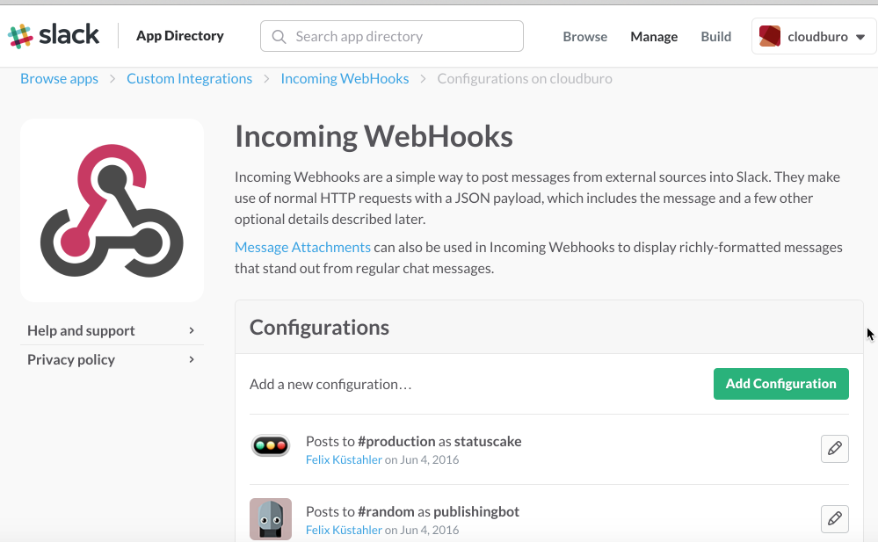 slack
App Directory
Search app directory
Browse
Manage
Build
cloudburo
Browse apps > Custom Integrations > Incoming WebHooks > Configurations on cloudburo
Incoming WebHooks
Incoming Webhooks are a simple way to post messages from external sources into Slack. They make
use of normal HTTP requests with a JSON payload, which includes the message and a few other
optional details described later.
Message Attachments can also be used in Incoming Webhooks to display richly-formatted messages
that stand out from regular chat messages.
Help and support
Privacy policy
Configurations
Add a new configuration…
Add Configuration
Posts to #production as statuscake
Felix Küstahler on Jun 4, 2016
Posts to #random as publishingbot
Felix Küstahler on Jun 4, 2016